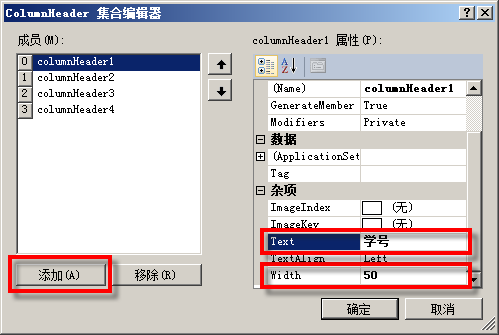 ColumnHeader 集合编辑器
成员(M):
0 columnHeader1
1 columnHeader2
2 columnHeader3
3 columnHeader4
添加(A)
移除(R)
columnHeader1 属性(P):
(Name) columnHeader1
GenerateMember True
Modifiers Private
数据
(ApplicationSet
Tag
杂项
ImageIndex (无)
ImageKey (无)
Text 学号
TextAlign Left
Width 50
确定
取消